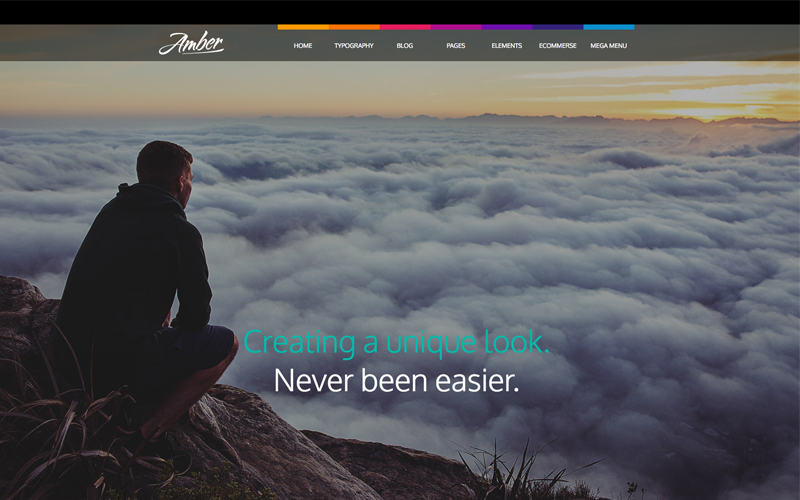 Amber
HOME TYPOGRAPHY BLOG PAGES ELEMENTS ECOMMERSE MEGA MENU
Creating a unique look.
Never been easier.